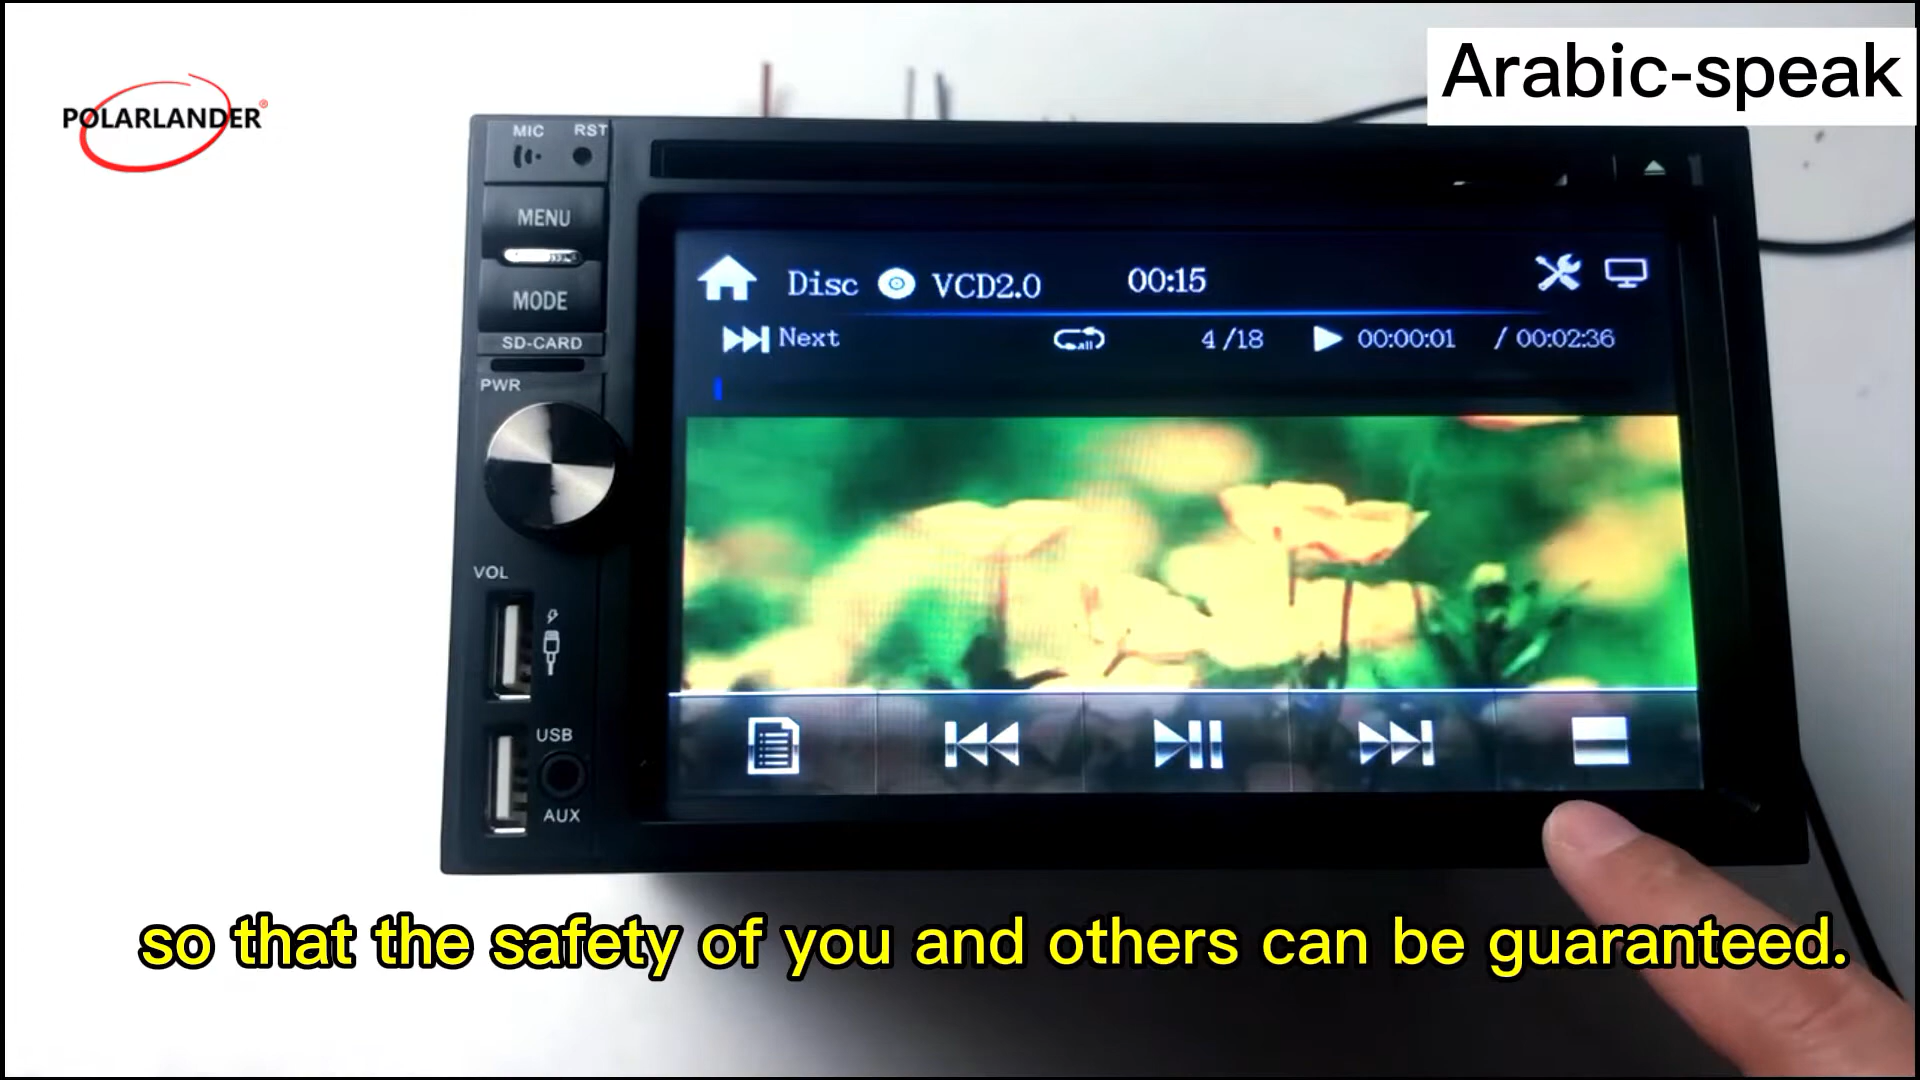 Arabic-speak
POLARLANDER®
MIC RST
MENU
MODE
SD-CARD
PWR
VOL
USB
AUX
Disc VCD2.0 00:15
Next all 4/18 00:00:01 / 00:02:36
so that the safety of you and others can be guaranteed.